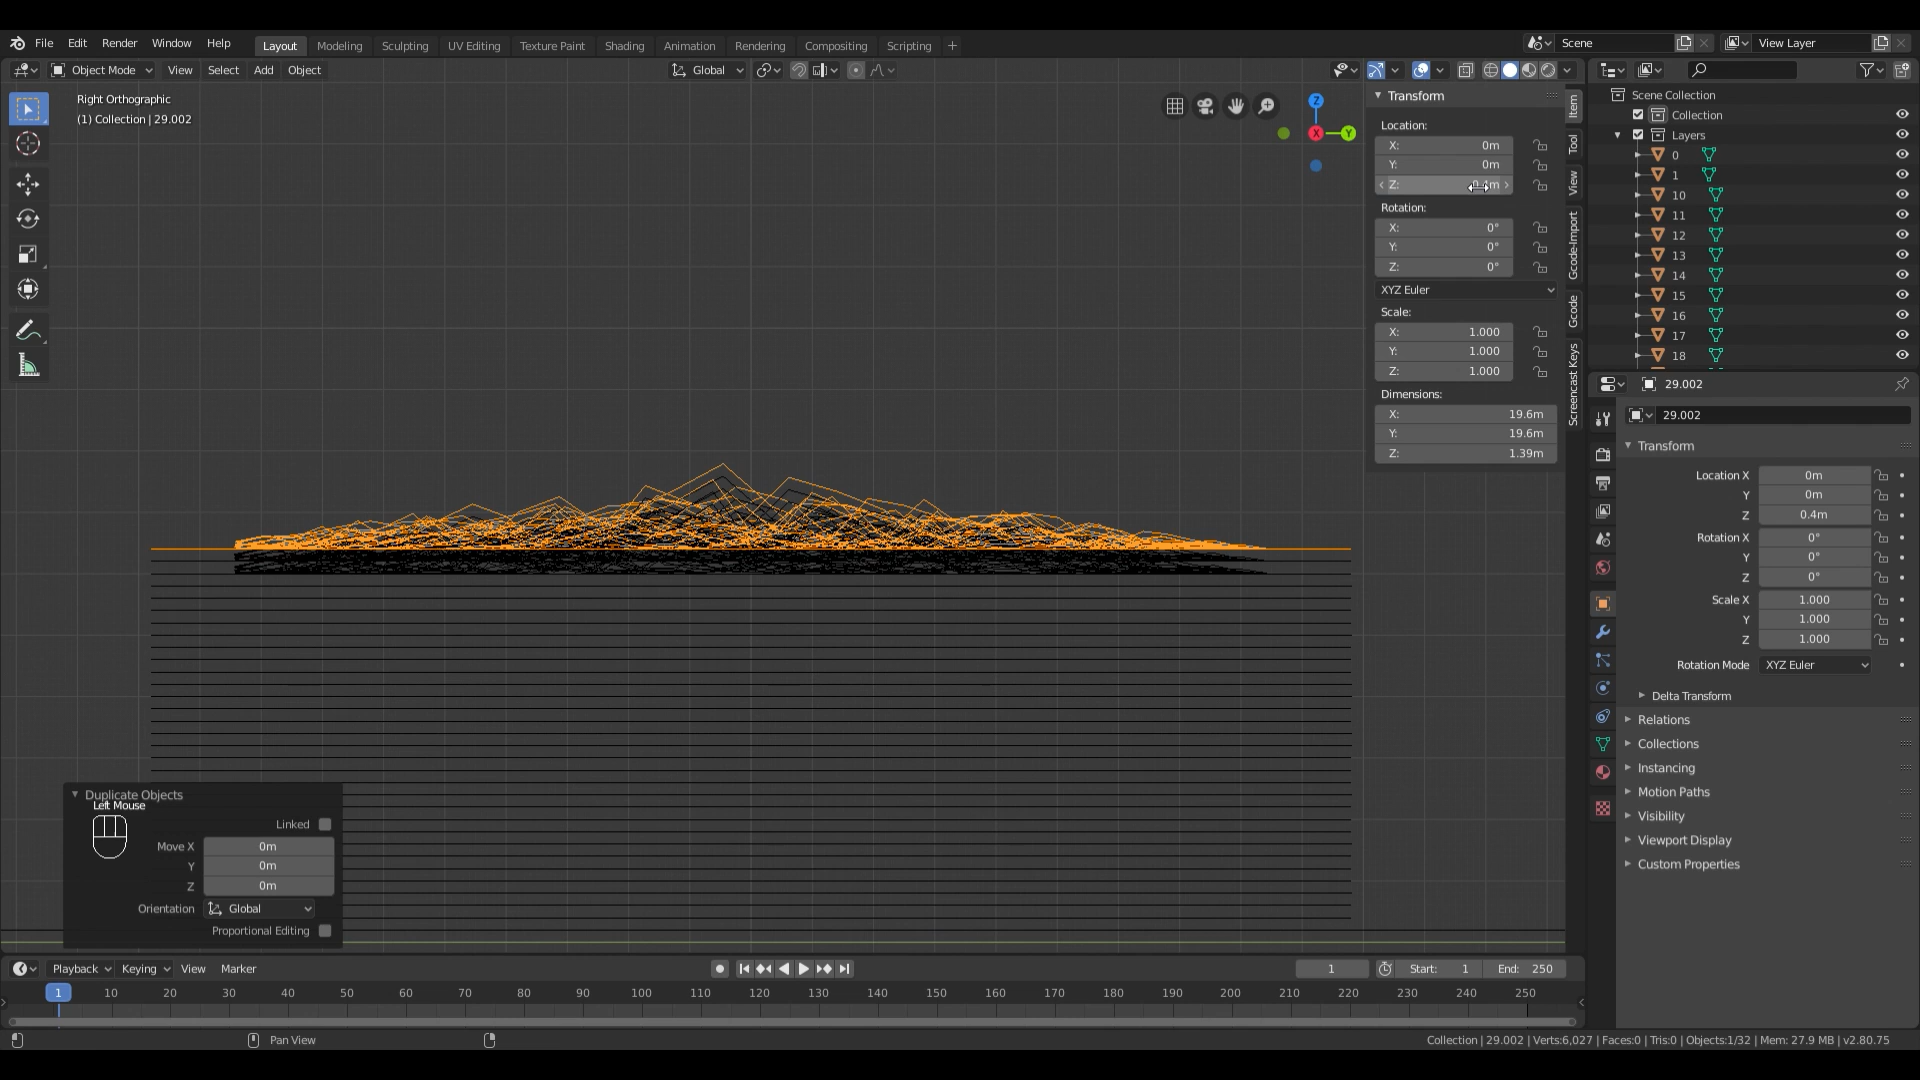 File Edit Render Window Help Layout Modeling Sculpting UV Editing Texture Paint Shading Animation Rendering Compositing Scripting + Scene View Layer
Object Mode View Select Add Object Global
Right Orthographic
(1) Collection | 29.002
Z
X
Y
Transform
Location:
X: 0m
Y: 0m
Z:
Rotation:
X: 0°
Y: 0°
Z: 0°
XYZ Euler
Scale:
X: 1.000
Y: 1.000
Z: 1.000
Dimensions:
X: 19.6m
Y: 19.6m
Z: 1.39m
Item
Tool
View
Gcode-Import
Gcode
Screencast Keys
Scene Collection
Collection
Layers
0
1
10
11
12
13
14
15
16
17
18
29.002
29.002
Transform
Location X 0m
Y 0m
Z 0.4m
Rotation X 0°
Y 0°
Z 0°
Scale X 1.000
Y 1.000
Z 1.000
Rotation Mode XYZ Euler
Delta Transform
Relations
Collections
Instancing
Motion Paths
Visibility
Viewport Display
Custom Properties
Duplicate Objects
Left Mouse
Linked
Move X 0m
Y 0m
Z 0m
Orientation Global
Proportional Editing
Playback Keying View Marker 1 Start: 1 End: 250
1 10 20 30 40 50 60 70 80 90 100 110 120 130 140 150 160 170 180 190 200 210 220 230 240 250
Pan View
Collection | 29.002 | Verts:6,027 | Faces:0 | Tris:0 | Objects:1/32 | Mem: 27.9 MB | v2.80.75